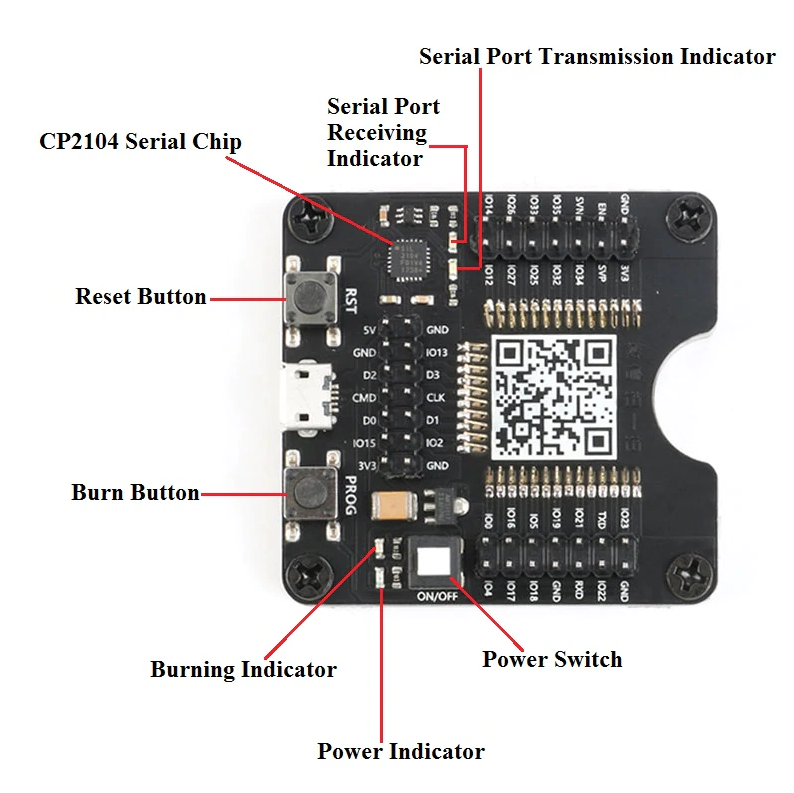 Serial Port Transmission Indicator
Serial Port
Receiving
Indicator
CP2104 Serial Chip
IO14
IO26
IO33
IO35
SVN
EN
GND
IO12
IO27
IO25
IO32
IO34
SVP
3V3
Reset Button
RST
5V
GND
GND
IO13
D2
D3
CMD
CLK
D0
D1
IO15
IO2
3V3
GND
Burn Button
PROG
IO0
IO16
IO5
IO19
IO21
TXD
IO23
IO4
IO17
IO18
GND
RXD
IO22
GND
ON/OFF
Burning Indicator
Power Switch
Power Indicator